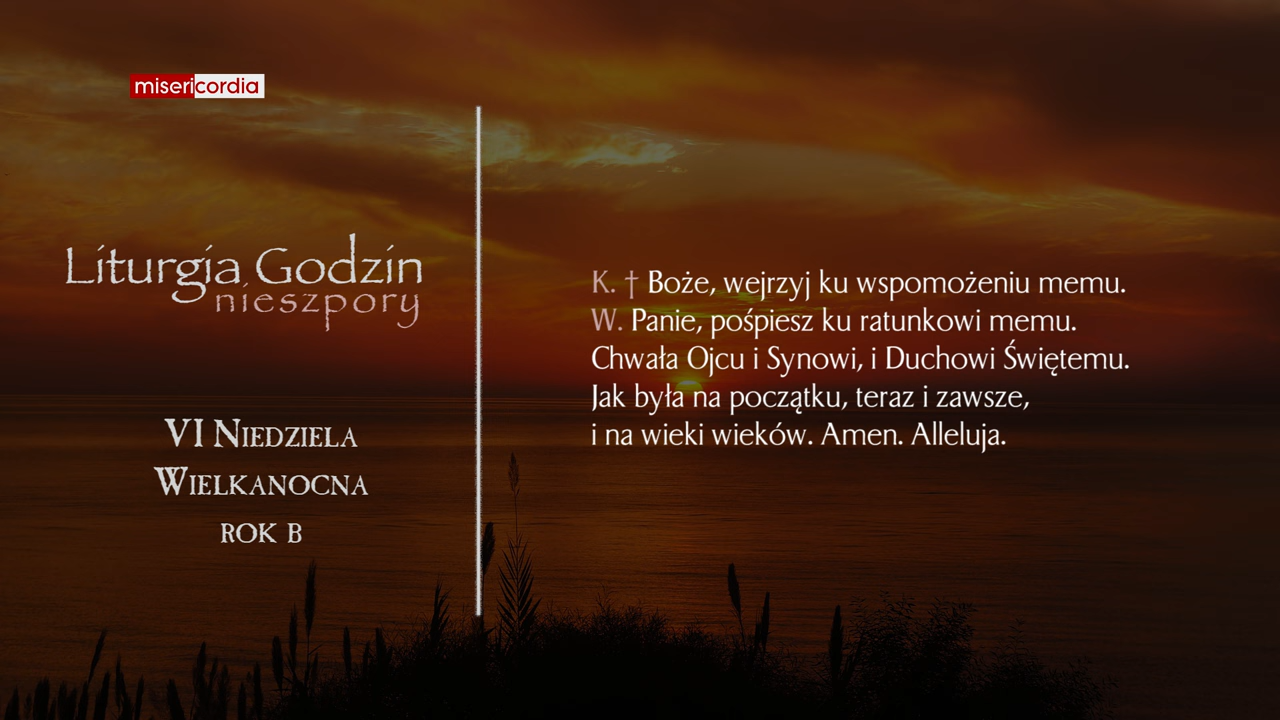 misericordia
Liturgia Godzin
nieszpory
VI Niedziela
Wielkanocna
rok B
K. † Boże, wejrzyj ku wspomożeniu memu.
W. Panie, pośpiesz ku ratunkowi memu.
Chwała Ojcu i Synowi, i Duchowi Świętemu.
Jak była na początku, teraz i zawsze,
i na wieki wieków. Amen. Alleluja.